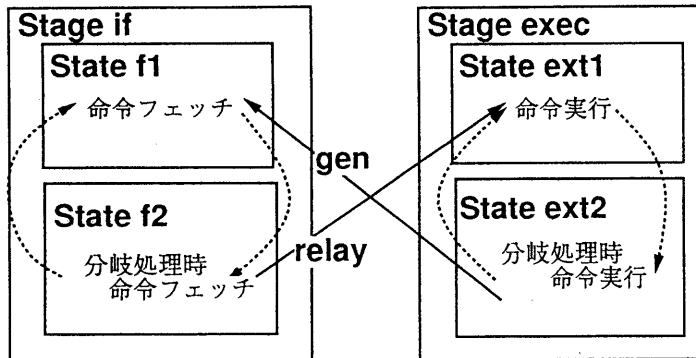 Stage if
State f1
命令フェッチ
State f2
分岐処理時
命令フェッチ
gen
relay
Stage exec
State ext1
命令実行
State ext2
分岐処理時
命令実行